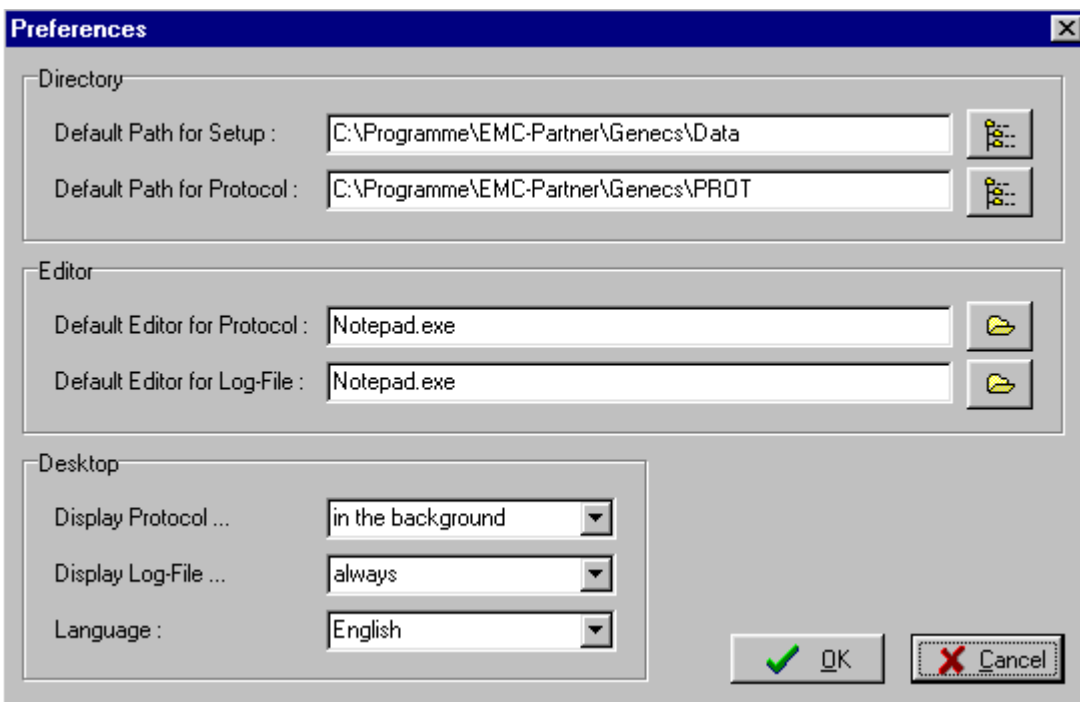 Preferences
Directory
Default Path for Setup : C:\Programme\EMC-Partner\Genecs\Data
Default Path for Protocol : C:\Programme\EMC-Partner\Genecs\PROT
Editor
Default Editor for Protocol : Notepad.exe
Default Editor for Log-File : Notepad.exe
Desktop
Display Protocol ... in the background
Display Log-File ... always
Language : English
OK Cancel